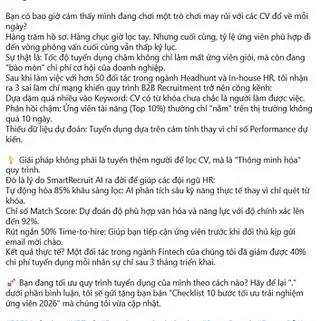 Bạn có bao giờ cảm thấy mình đang chơi một trò chơi may rủi với các CV đổ về mỗi
ngày?
Hàng trăm hồ sơ. Hàng chục giờ lọc tay. Nhưng cuối cùng, tỷ lệ ứng viên phù hợp đi
đến vòng phỏng vấn cuối cùng vẫn thấp kỷ lục.
Sự thật là: Tốc độ tuyển dụng chậm không chỉ làm mất ứng viên giỏi, mà còn đang
"bào mòn" chi phí cơ hội của doanh nghiệp.
Sau khi làm việc với hơn 50 đối tác trong ngành Headhunt và In-house HR, tôi nhận
ra 3 sai lầm chí mạng khiến quy trình B2B Recruitment trở nên cồng kềnh:
Dựa dẫm quá nhiều vào Keyword: CV có từ khóa chưa chắc là người làm được việc.
Phản hồi chậm: Ứng viên tài năng (Top 10%) thường chỉ "nằm" trên thị trường không
quá 10 ngày.
Thiếu dữ liệu dự đoán: Tuyển dụng dựa trên cảm tính thay vì chỉ số Performance dự
kiến.
💡 Giải pháp không phải là tuyển thêm người để lọc CV, mà là "Thông minh hóa"
quy trình.
Đó là lý do SmartRecruit AI ra đời để giúp các đội ngũ HR:
Tự động hóa 85% khâu sàng lọc: AI phân tích sâu kỹ năng thực tế thay vì chỉ quét từ
khóa.
Chỉ số Match Score: Dự đoán độ phù hợp văn hóa và năng lực với độ chính xác lên
đến 92%.
Rút ngắn 50% Time-to-hire: Giúp bạn tiếp cận ứng viên trước khi đối thủ kịp gửi
email mời chào.
Kết quả thực tế? Một đối tác trong ngành Fintech của chúng tôi đã giảm được 40%
chi phí tuyển dụng mỗi nhân sự chỉ sau 3 tháng triển khai.
🚀 Bạn đang tối ưu quy trình tuyển dụng của mình theo cách nào? Hãy để lại "."
dưới phần bình luận, tôi sẽ gửi tặng bạn bản "Checklist 10 bước tối ưu trải nghiệm
ứng viên 2026" mà chúng tôi vừa cập nhật.